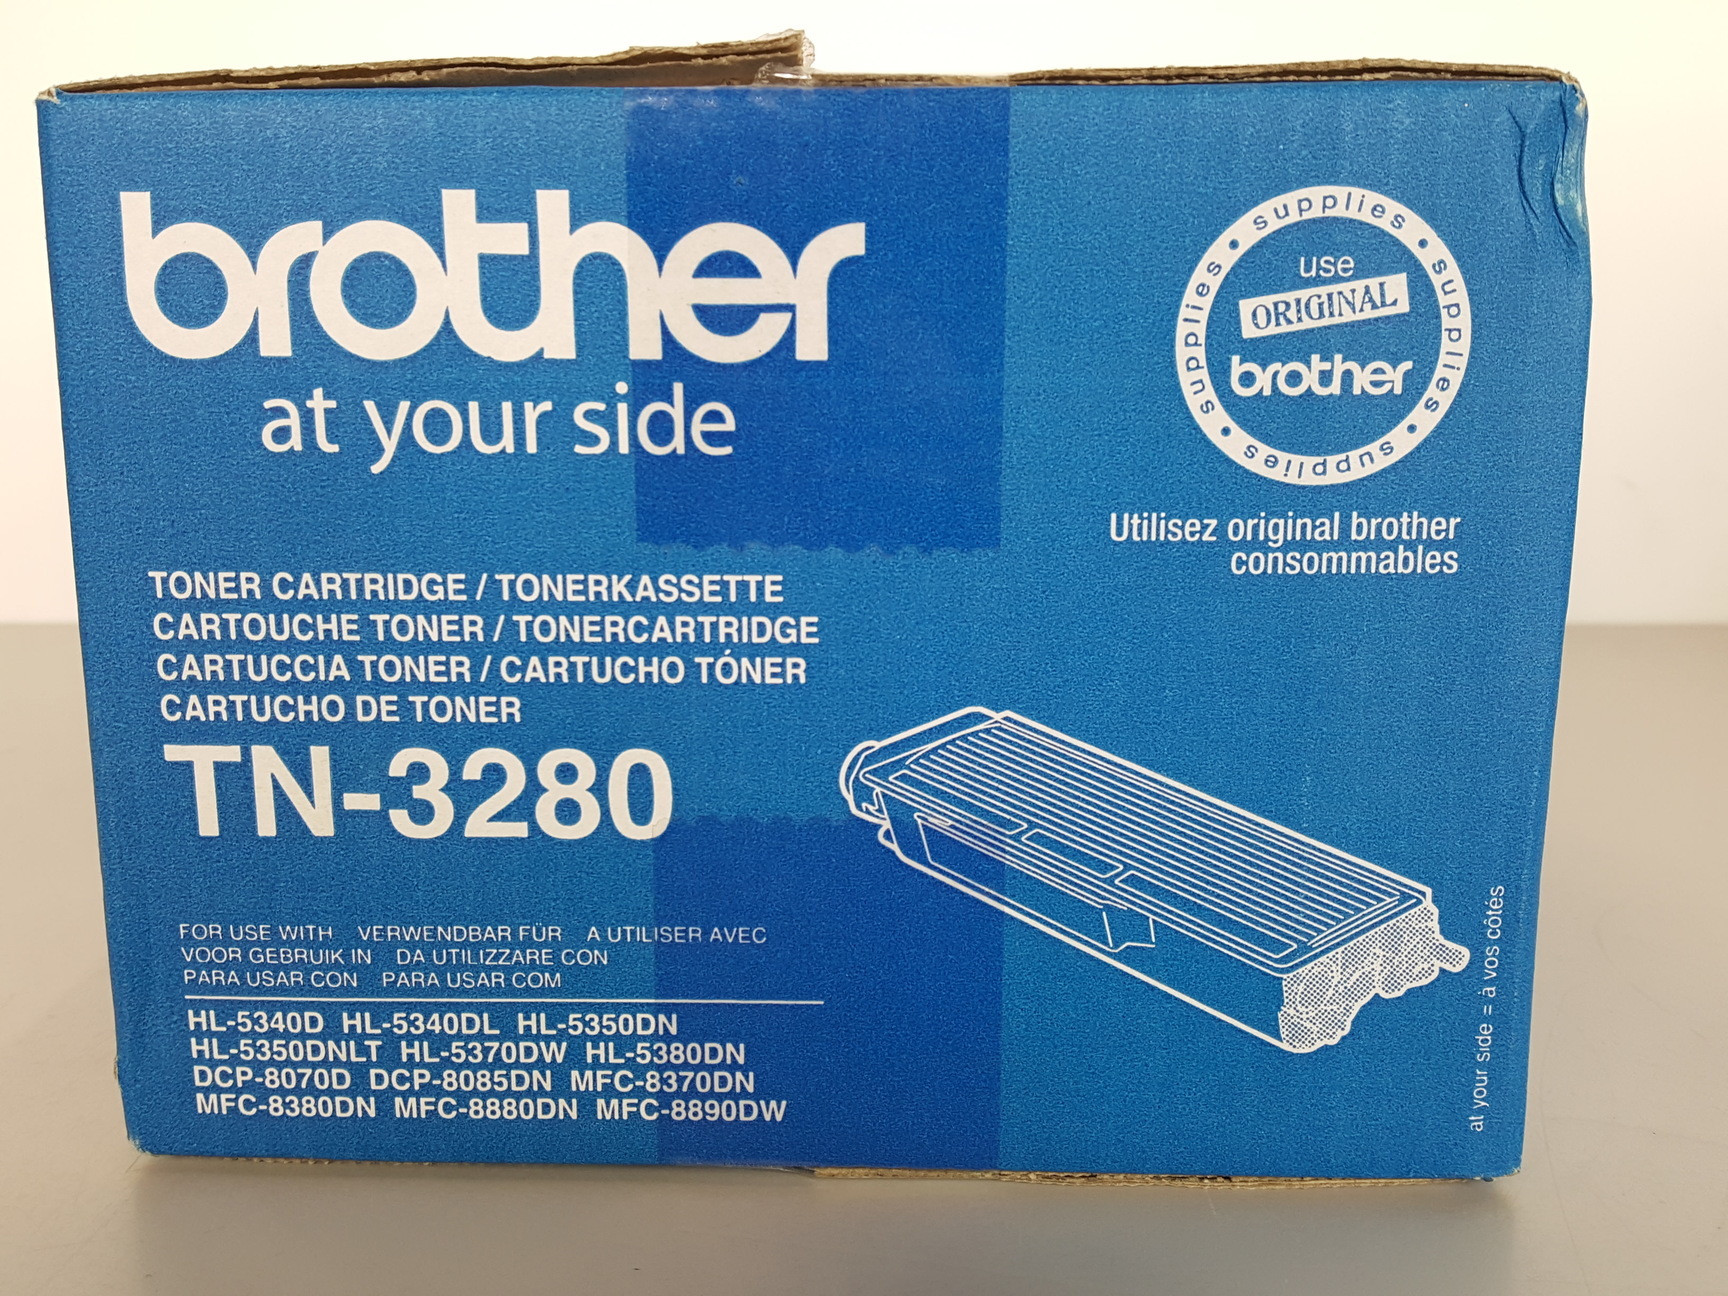 brother
at your side
supplies • supplies • supplies • supplies • supplies •
use
ORIGINAL
brother
Utilisez original brother
consommables
TONER CARTRIDGE / TONERKASSETTE
CARTOUCHE TONER / TONERCARTRIDGE
CARTUCCIA TONER / CARTUCHO TÓNER
CARTUCHO DE TONER
TN-3280
FOR USE WITH VERWENDBAR FÜR A UTILISER AVEC
VOOR GEBRUIK IN DA UTILIZZARE CON
PARA USAR CON PARA USAR COM
HL-5340D HL-5340DL HL-5350DN
HL-5350DNLT HL-5370DW HL-5380DN
DCP-8070D DCP-8085DN MFC-8370DN
MFC-8380DN MFC-8880DN MFC-8890DW
at your side = à vos côtés